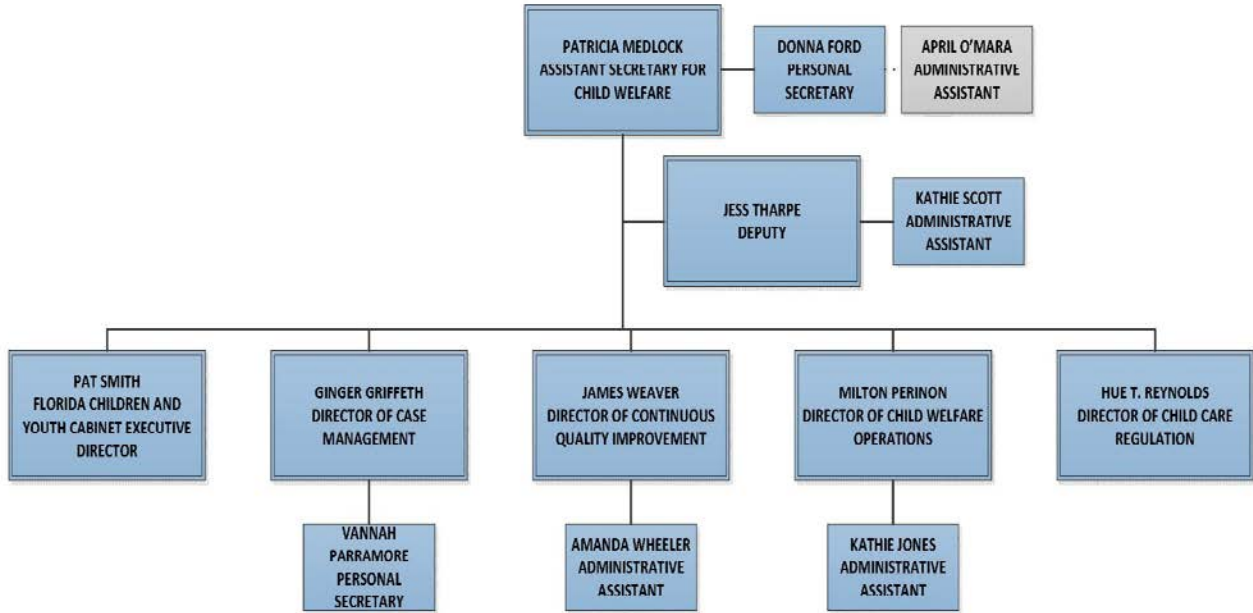 PATRICIA MEDLOCK
ASSISTANT SECRETARY FOR
CHILD WELFARE
DONNA FORD
PERSONAL
SECRETARY
APRIL O’MARA
ADMINISTRATIVE
ASSISTANT
JESS THARPE
DEPUTY
KATHIE SCOTT
ADMINISTRATIVE
ASSISTANT
PAT SMITH
FLORIDA CHILDREN AND
YOUTH CABINET EXECUTIVE
DIRECTOR
GINGER GRIFFETH
DIRECTOR OF CASE
MANAGEMENT
JAMES WEAVER
DIRECTOR OF CONTINUOUS
QUALITY IMPROVEMENT
MILTON PERINON
DIRECTOR OF CHILD WELFARE
OPERATIONS
HUE T. REYNOLDS
DIRECTOR OF CHILD CARE
REGULATION
VANNAH
PARRAMORE
PERSONAL
SECRETARY
AMANDA WHEELER
ADMINISTRATIVE
ASSISTANT
KATHIE JONES
ADMINISTRATIVE
ASSISTANT